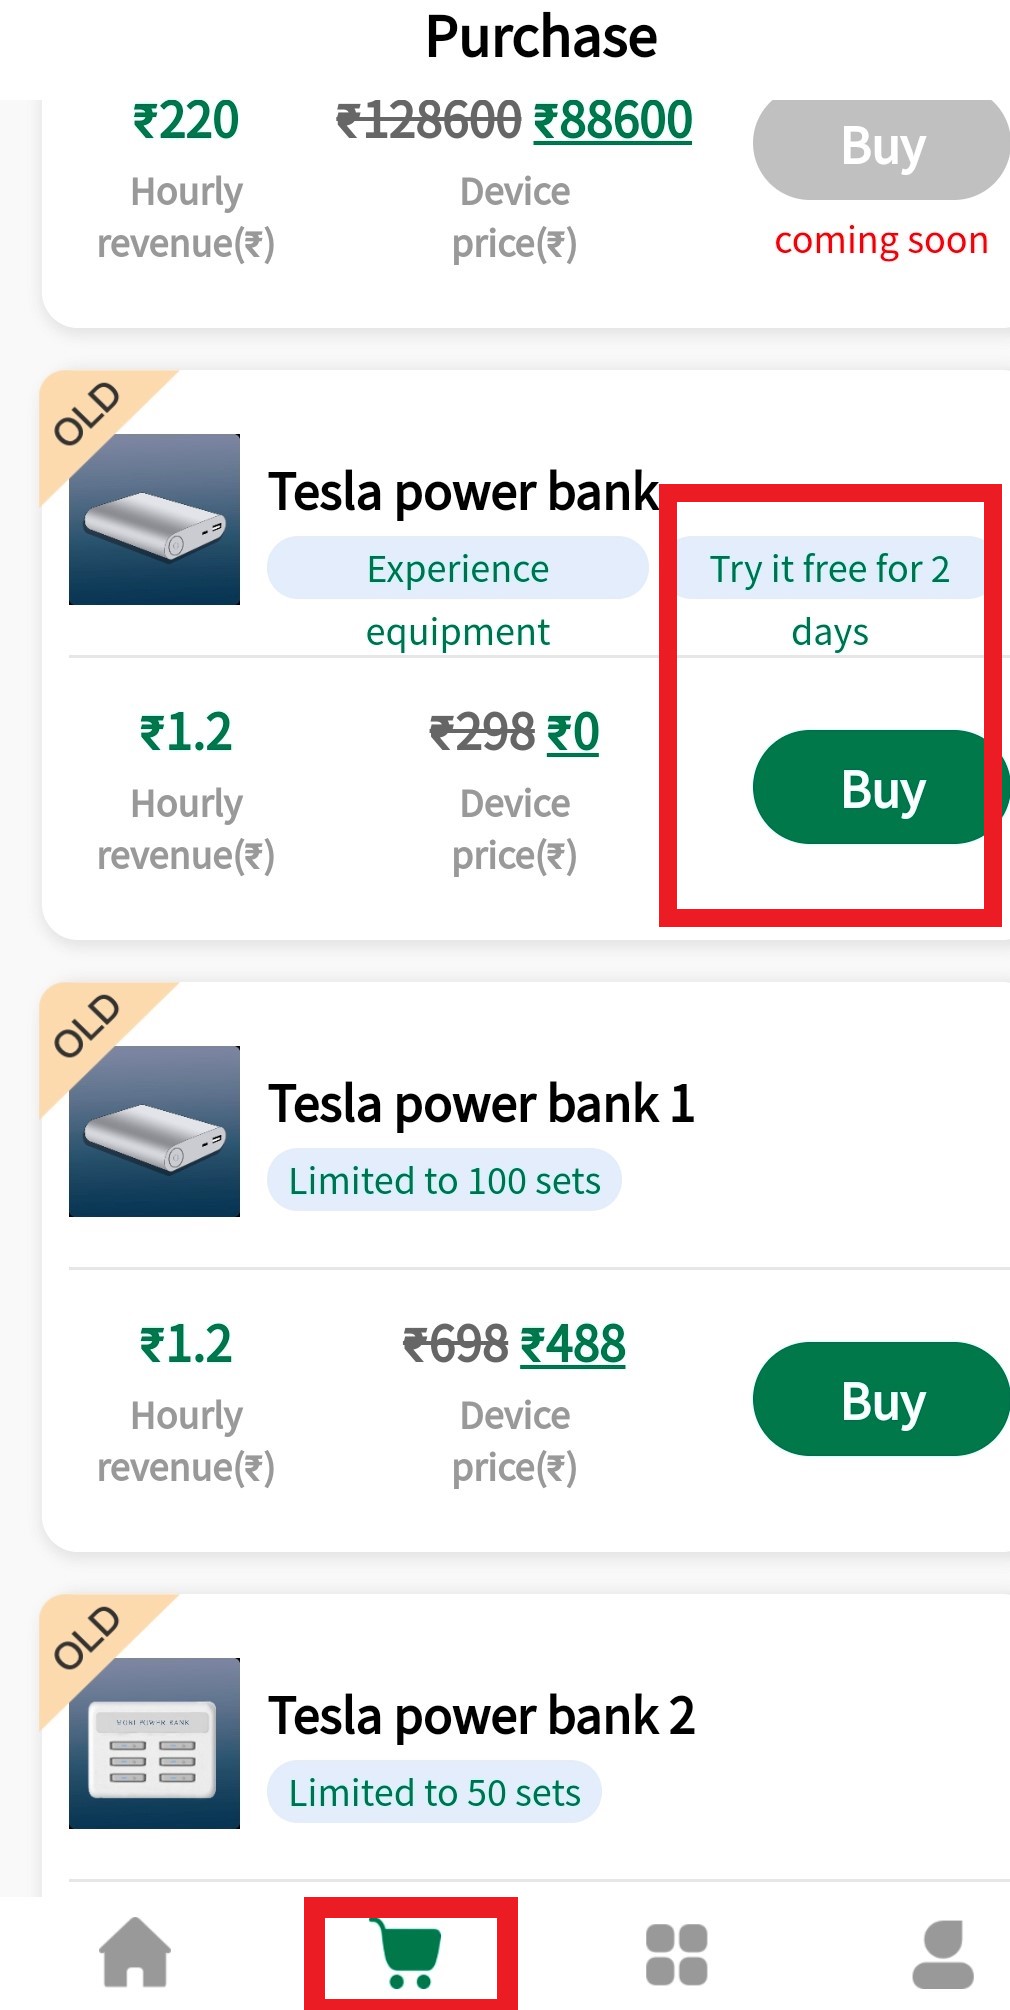 Purchase
₹220 ₹128600 ₹88600 Buy
Hourly revenue(₹) Device price(₹) coming soon
OLD
Tesla power bank
Experience equipment Try it free for 2 days
₹1.2 ₹298 ₹0 Buy
Hourly revenue(₹) Device price(₹)
OLD
Tesla power bank 1
Limited to 100 sets
₹1.2 ₹698 ₹488 Buy
Hourly revenue(₹) Device price(₹)
OLD
MONI POWER BANK
Tesla power bank 2
Limited to 50 sets